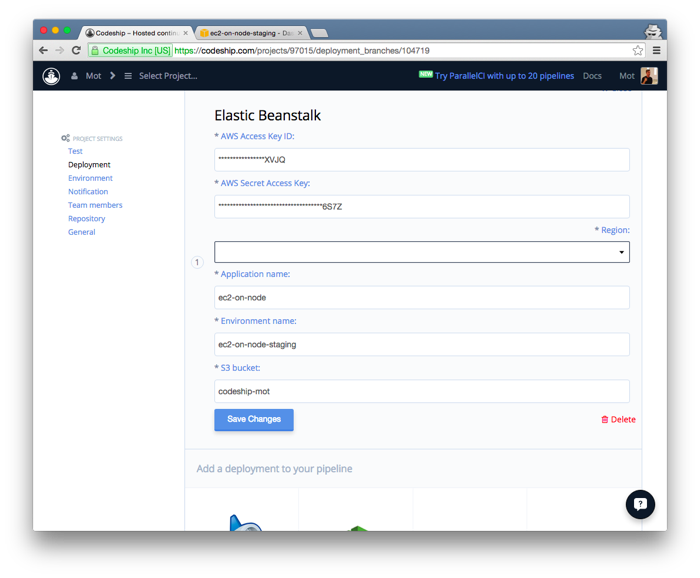 Codeship – Hosted contin
ec2-on-node-staging - Das
Codeship Inc [US] https://codeship.com/projects/97015/deployment_branches/104719
Mot Select Project... NEW Try ParallelCI with up to 20 pipelines Docs Mot
Elastic Beanstalk
* AWS Access Key ID:
****************XVJQ
PROJECT SETTINGS
Test
Deployment
Environment
Notification
Team members
Repository
General
* AWS Secret Access Key:
************************************6S7Z
* Region:
1
* Application name:
ec2-on-node
* Environment name:
ec2-on-node-staging
* S3 bucket:
codeship-mot
Save Changes
Delete
Add a deployment to your pipeline